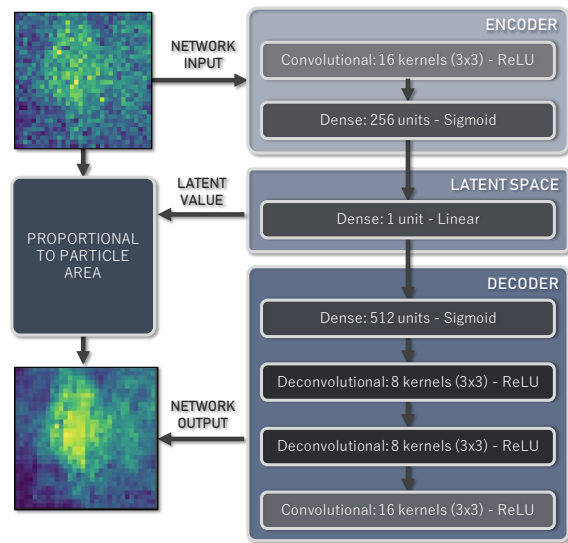 ENCODER
NETWORK
INPUT
Convolutional: 16 kernels (3x3) - ReLU
Dense: 256 units - Sigmoid
LATENT SPACE
LATENT
VALUE
Dense: 1 unit - Linear
PROPORTIONAL
TO PARTICLE
AREA
DECODER
Dense: 512 units - Sigmoid
Deconvolutional: 8 kernels (3x3) - ReLU
NETWORK
OUTPUT
Deconvolutional: 8 kernels (3x3) - ReLU
Convolutional: 16 kernels (3x3) - ReLU